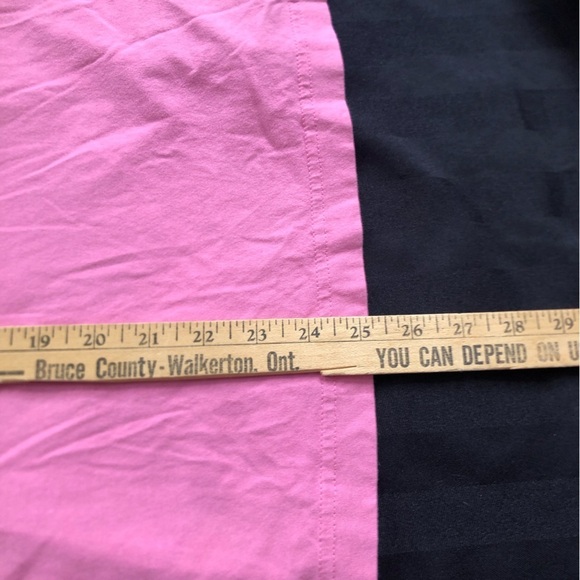 19 20 21 22 23 24 25 26 27 28 29
Bruce County-Walkerton, Ont. YOU CAN DEPEND ON U